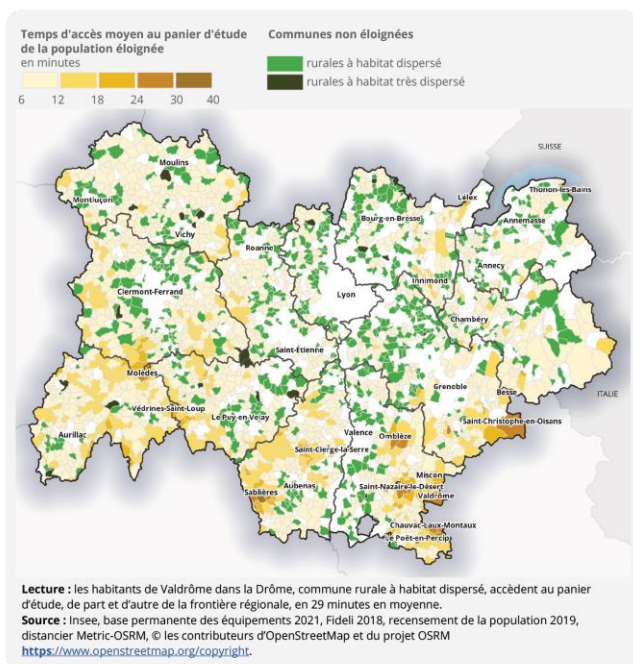 Temps d'accès moyen au panier d'étude
de la population éloignée
en minutes
6 12 18 24 30 40
Communes non éloignées
rurales à habitat dispersé
rurales à habitat très dispersé
SUISSE
Moulins
Thonon-les-Bains
Montluçon
Lélex
Bourg-en-Bresse
Annemasse
Vichy
Roanne
Annecy
Innimond
Clermont-Ferrand
Lyon
Chambéry
Saint-Étienne
Molèdes
Grenoble
Besse
ITALIE
Védrines-Saint-Loup
Le Puy-en-Velay
Saint-Christophe-en-Oisans
Aurillac
Valence
Omblèze
Saint-Cierge-la-Serre
Miscon
Aubenas
Saint-Nazaire-le-Désert
Sablières
Valdrôme
Chauvac-Laux-Montaux
Le Poët-en-Percip
Lecture : les habitants de Valdrôme dans la Drôme, commune rurale à habitat dispersé, accèdent au panier
d'étude, de part et d'autre de la frontière régionale, en 29 minutes en moyenne.
Source : Insee, base permanente des équipements 2021, Fideli 2018, recensement de la population 2019,
distancier Metric-OSRM, © les contributeurs d'OpenStreetMap et du projet OSRM
https://www.openstreetmap.org/copyright.